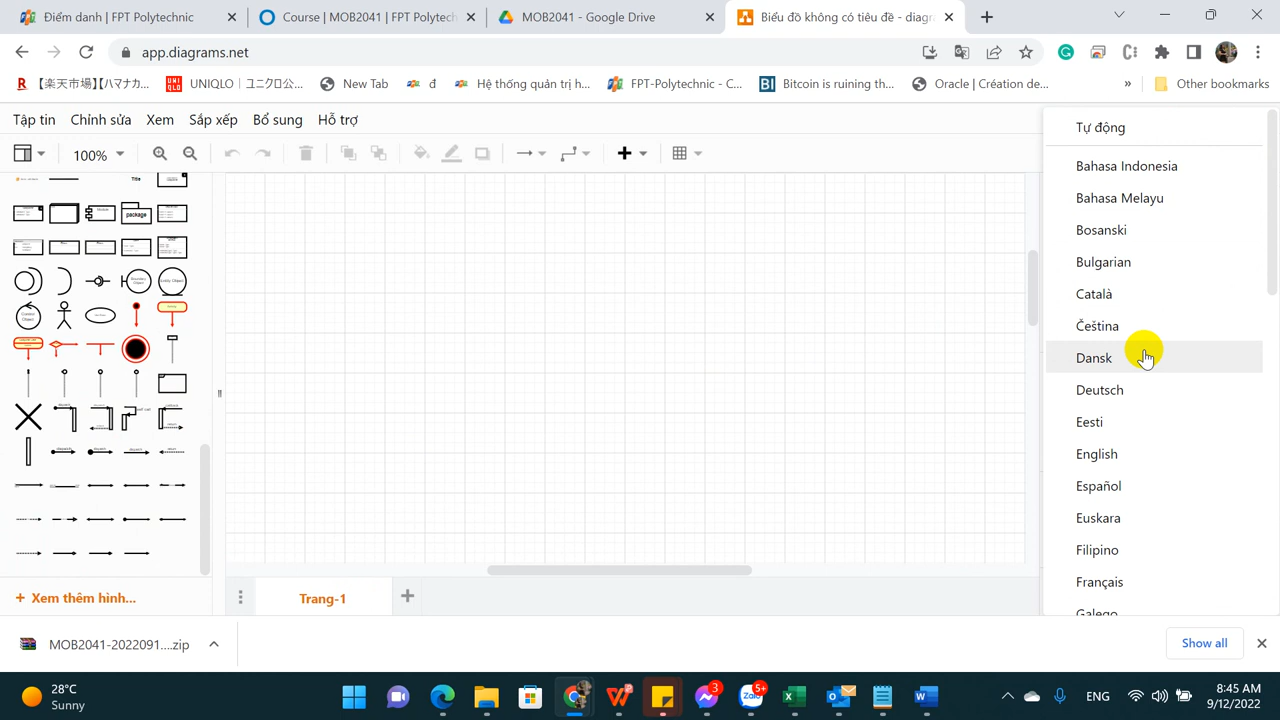 Điểm danh | FPT Polytechnic
Course | MOB2041 | FPT Polytech
MOB2041 - Google Drive
Biểu đồ không có tiêu đề - diagra
app.diagrams.net
【楽天市場】【ハマナカ...
UNIQLO | ユニクロ公...
New Tab
đ
Hệ thống quản trị h...
FPT-Polytechnic - C...
Bitcoin is ruining th...
Oracle | Création de...
»
Other bookmarks
Tập tin
Chỉnh sửa
Xem
Sắp xếp
Bổ sung
Hỗ trợ
100%
Tự động
Bahasa Indonesia
Bahasa Melayu
Bosanski
Bulgarian
Català
Čeština
Dansk
Deutsch
Eesti
English
Español
Euskara
Filipino
Français
Galego
Title
package
+ Xem thêm hình...
Trang-1
MOB2041-2022091....zip
Show all
28°C
Sunny
3
5+
ENG
8:45 AM
9/12/2022